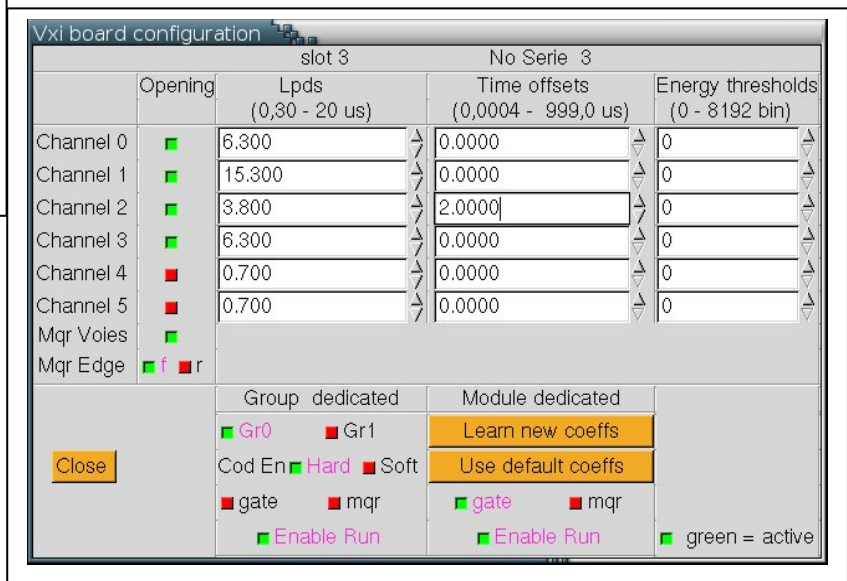 Vxi board configuration
slot 3 No Serie 3
Opening Lpds Time offsets Energy thresholds
(0,30 - 20 us) (0,0004 - 999,0 us) (0 - 8192 bin)
Channel 0 6.300 0.0000 0
Channel 1 15.300 0.0000 0
Channel 2 3.800 2.0000 0
Channel 3 6.300 0.0000 0
Channel 4 0.700 0.0000 0
Channel 5 0.700 0.0000 0
Mqr Voies
Mqr Edge f r
Group dedicated Module dedicated
Gr0 Gr1 Learn new coeffs
Close Cod En Hard Soft Use default coeffs
gate mqr gate mqr
Enable Run Enable Run green = active